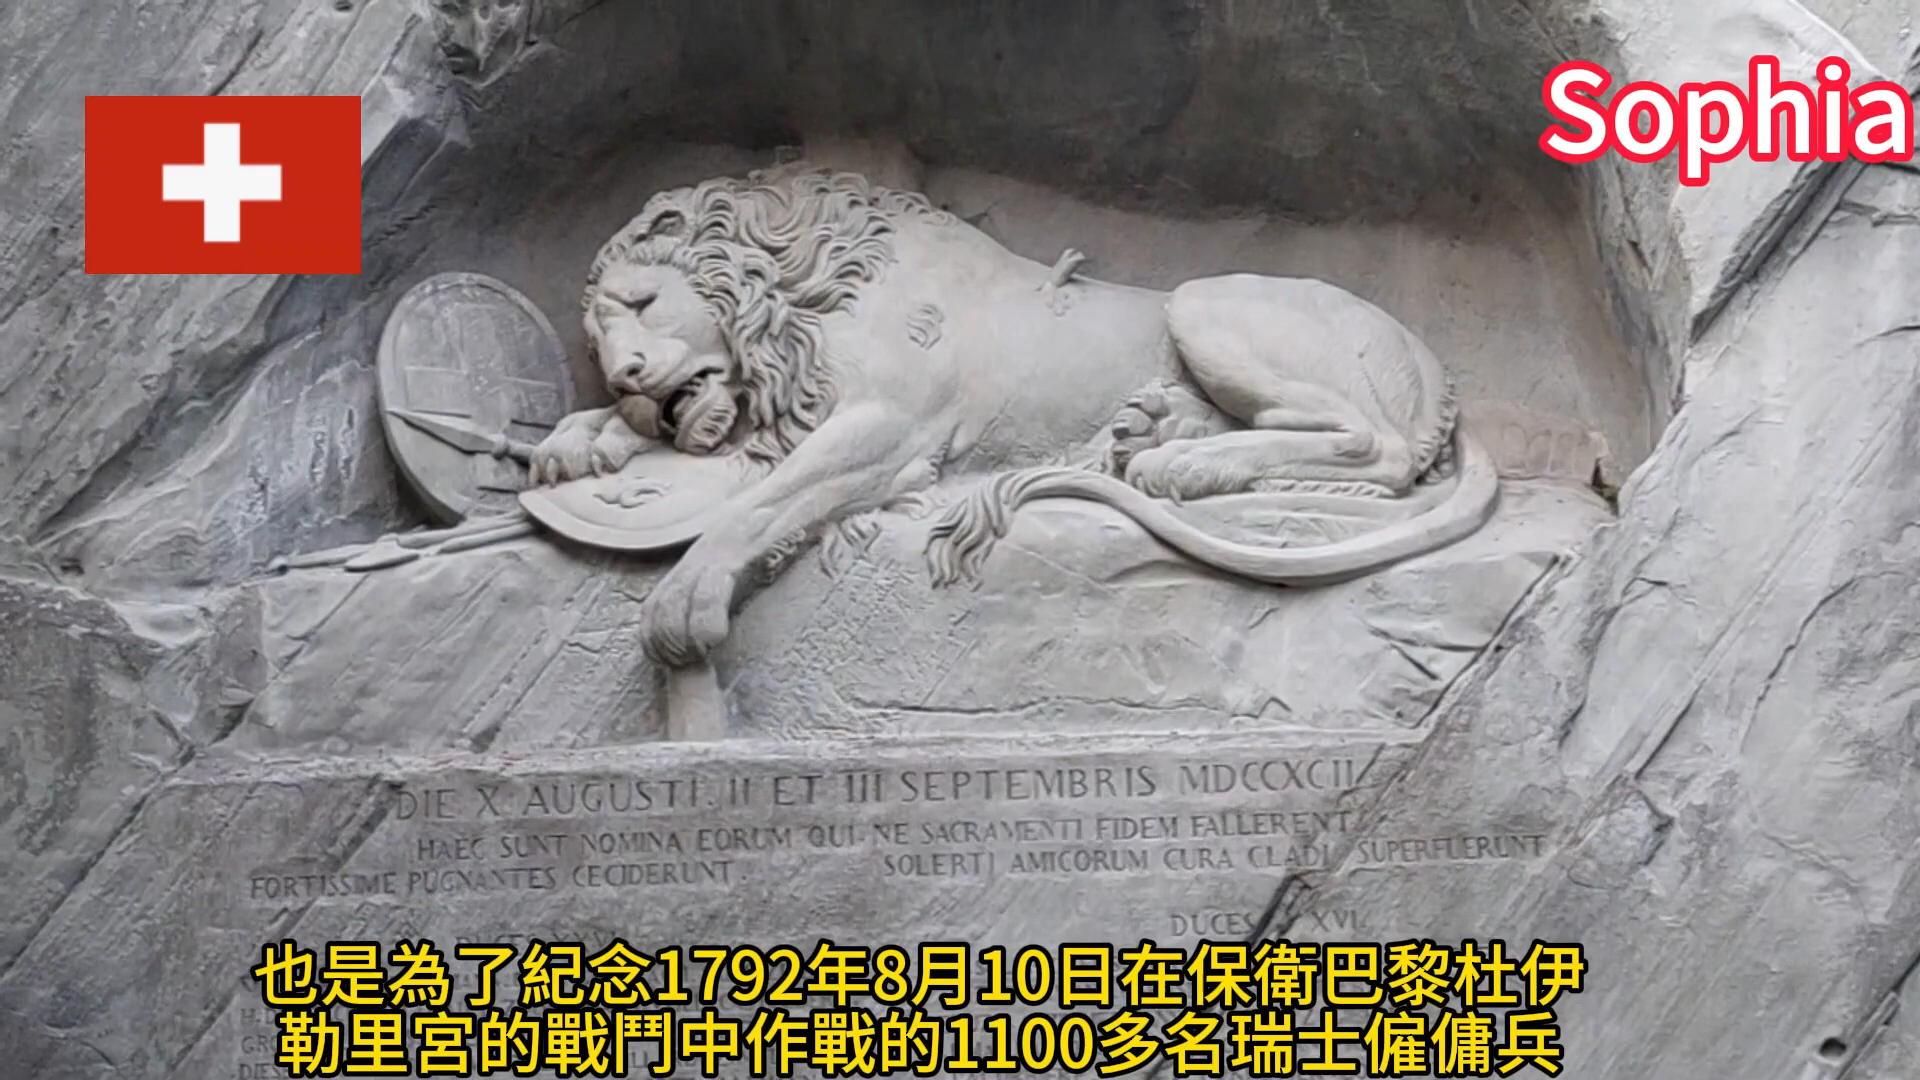 Sophia
DIE X AUGUSTI. II ET III SEPTEMBRIS MDCCXCII
HAEC SUNT NOMINA EORUM QUI NE SACRAMENTI FIDEM FALLERENT
FORTISSIME PUGNANTES CECIDERUNT.
SOLERTI AMICORUM CURA CLADI SUPERFUERUNT
DUCES XVI
也是為了紀念1792年8月10日在保衛巴黎杜伊
勒里宮的戰鬥中作戰的1100多名瑞士僱傭兵